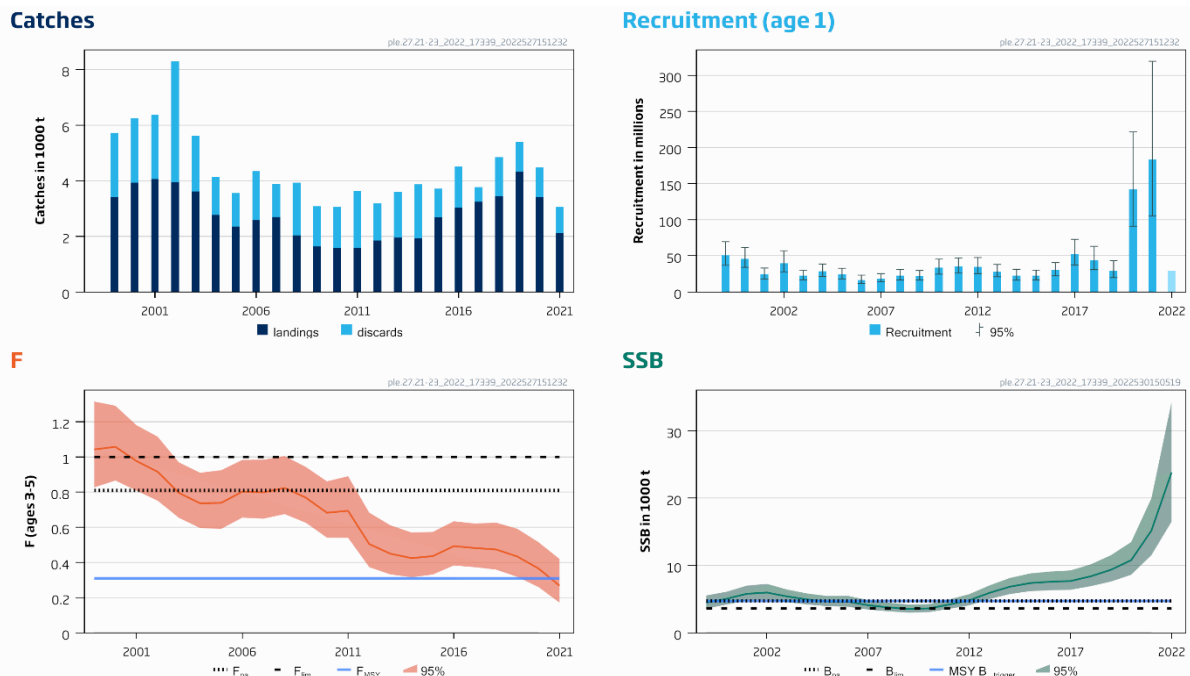 Catches
ple.27.21-23_2022_17339_2022527151232
Catches in 1000 t
8
6
4
2
0
2001 2006 2011 2016 2021
landings discards
Recruitment (age 1)
ple.27.21-23_2022_17339_2022527151232
Recruitment in millions
300
250
200
150
100
50
0
2002 2007 2012 2017 2022
Recruitment 95%
F
ple.27.21-23_2022_17339_2022527151232
F (ages 3-5)
1.2
1
0.8
0.6
0.4
0.2
0
2001 2006 2011 2016 2021
Fpa Flim FMSY 95%
SSB
ple.27.21-23_2022_17339_2022530150519
SSB in 1000 t
30
20
10
0
2002 2007 2012 2017 2022
Bpa Blim MSY Btrigger 95%